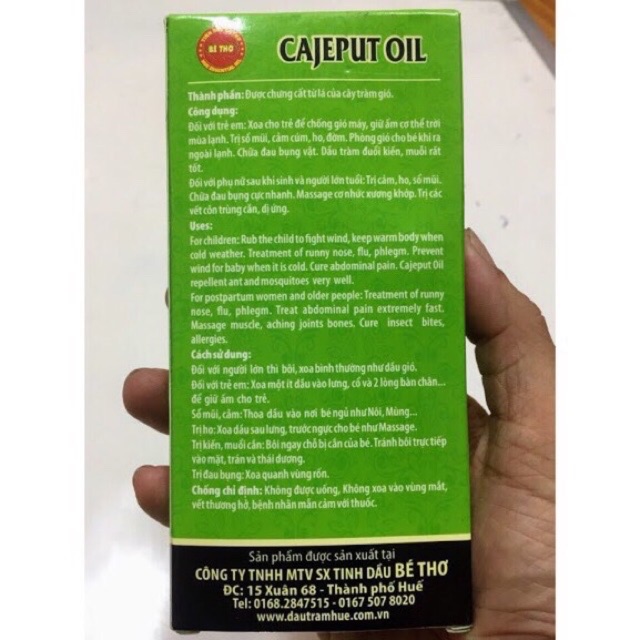 BÉ THƠ
CAJEPUT OIL
Thành phần: Được chưng cất từ lá của cây tràm gió.
Công dụng:
Đối với trẻ em: Xoa cho trẻ để chống gió máy, giữ ấm cơ thể trời
mùa lạnh. Trị sổ mũi, cảm cúm, ho, đờm. Phòng gió cho bé khi ra
ngoài lạnh. Chữa đau bụng vặt. Dầu tràm đuổi kiến, muỗi rất
tốt.
Đối với phụ nữ sau khi sinh và người lớn tuổi: Trị cảm, ho, sổ mũi.
Chữa đau bụng cực nhanh. Massage cơ nhức xương khớp. Trị các
vết côn trùng cắn, dị ứng.
Uses:
For children: Rub the child to fight wind, keep warm body when
cold weather. Treatment of runny nose, flu, phlegm. Prevent
wind for baby when it is cold. Cure abdominal pain. Cajeput Oil
repellent ant and mosquitoes very well.
For postpartum women and older people: Treatment of runny
nose, flu, phlegm. Treat abdominal pain extremely fast.
Massage muscle, aching joints bones. Cure insect bites,
allergies.
Cách sử dụng:
Đối với người lớn thì bôi, xoa bình thường như dầu gió.
Đối với trẻ em: Xoa một ít dầu vào lưng, cổ và 2 lòng bàn chân...
để giữ ấm cho trẻ.
Sổ mũi, cảm: Thoa dầu vào nơi bé ngủ như Nôi, Mùng...
Trị ho: Xoa dầu sau lưng, trước ngực cho bé như Massage.
Trị kiến, muỗi cắn: Bôi ngay chỗ bị cắn của bé. Tránh bôi trực tiếp
vào mặt, trán và thái dương.
Trị đau bụng: Xoa quanh vùng rốn.
Chống chỉ định: Không được uống, Không xoa vào vùng mắt,
vết thương hở, bệnh nhân mẫn cảm với thuốc.
Sản phẩm được sản xuất tại
CÔNG TY TNHH MTV SX TINH DẦU BÉ THƠ
ĐC: 15 Xuân 68 - Thành phố Huế
Tel: 0168.2847515 - 0167 507 8020
www.dautramhue.com